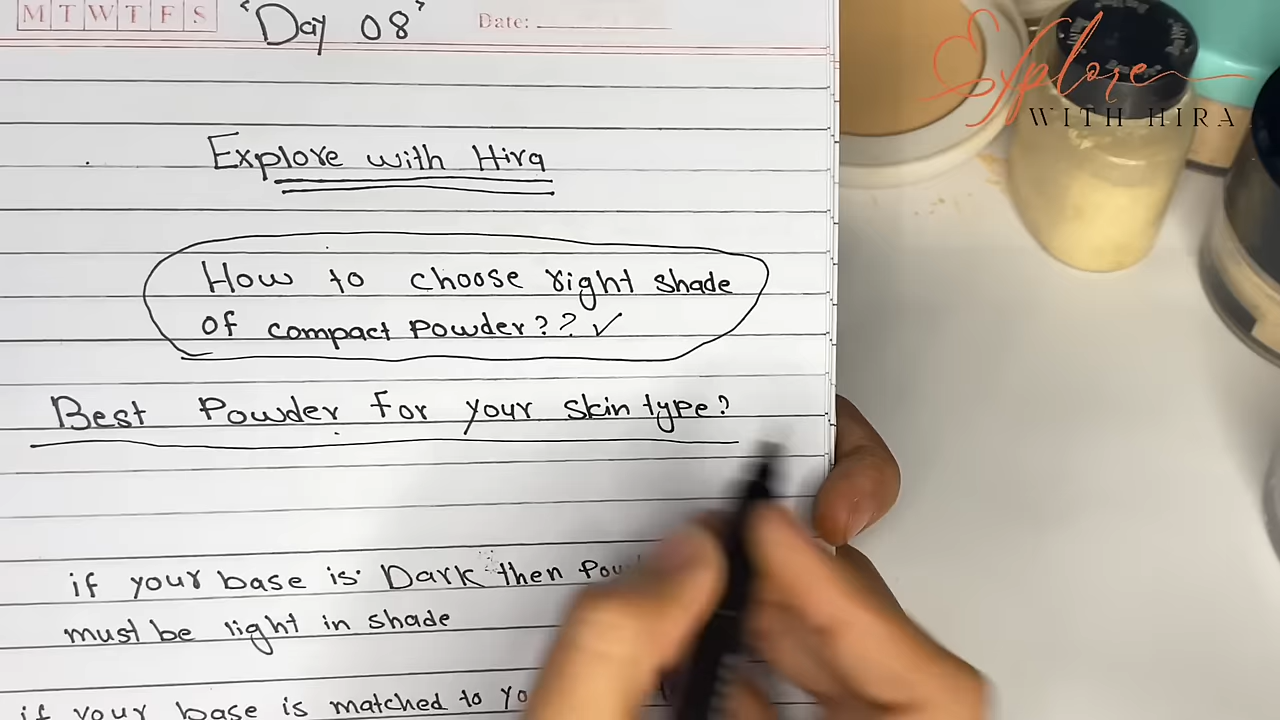 M T W T F S
"Day 08"
Date:
Explore
WITH HIRA
Explore with Hira
How to choose right shade
of compact powder?? ✓
Best Powder for your skin type?
if your base is Dark then
must be light in shade
if your base is matched to